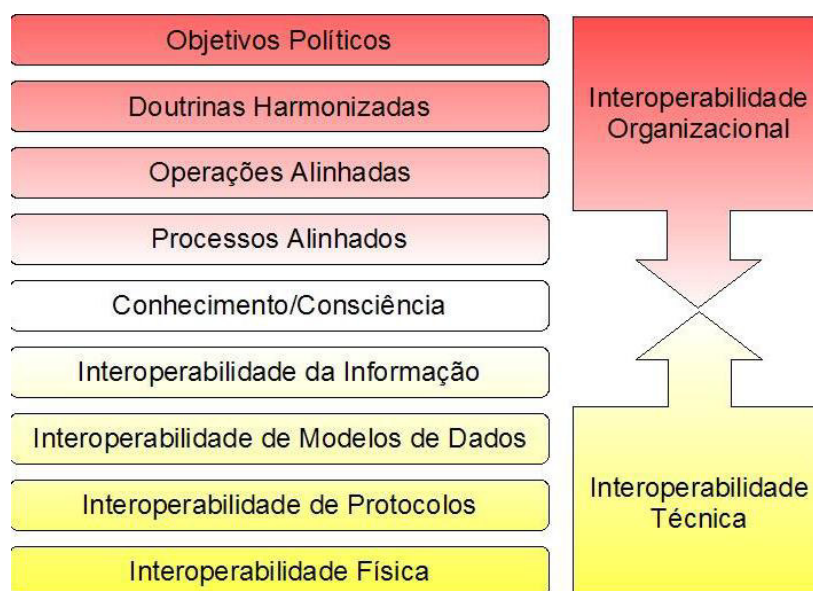 Objetivos Políticos
Doutrinas Harmonizadas
Operações Alinhadas
Processos Alinhados
Conhecimento/Consciência
Interoperabilidade da Informação
Interoperabilidade de Modelos de Dados
Interoperabilidade de Protocolos
Interoperabilidade Física
Interoperabilidade
Organizacional
Interoperabilidade
Técnica